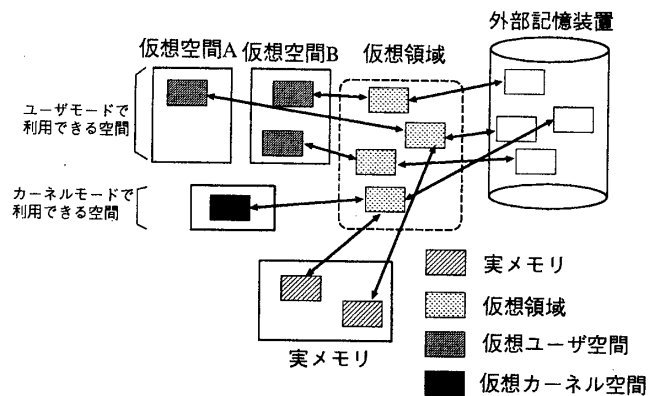 外部記憶装置
仮想空間A 仮想空間B 仮想領域
ユーザモードで
利用できる空間
カーネルモードで
利用できる空間
実メモリ
実メモリ
仮想領域
仮想ユーザ空間
仮想カーネル空間